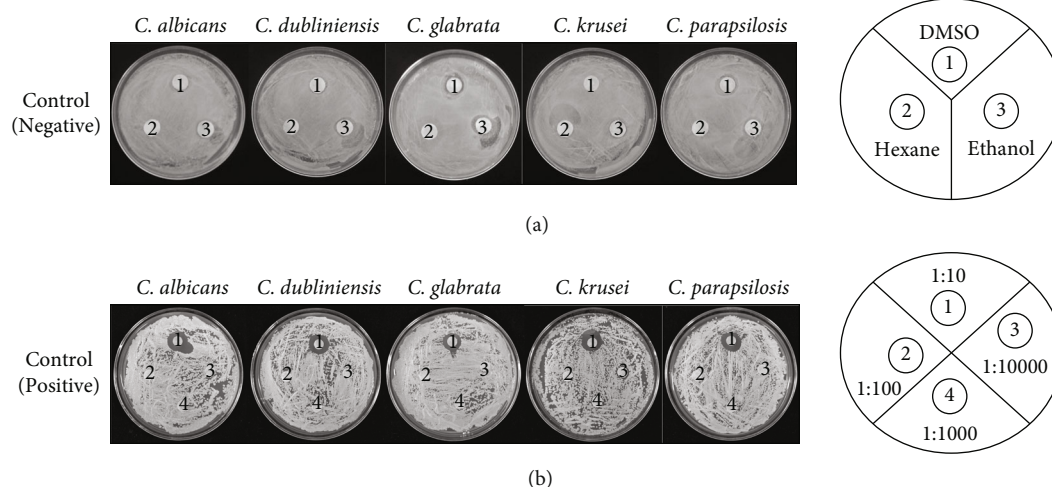 C. albicans C. dubliniensis C. glabrata C. krusei C. parapsilosis
Control
(Negative)
1 1 1 1 1
2 3 2 3 2 3 2 3 2 3
DMSO
1
2 3
Hexane Ethanol
(a)
C. albicans C. dubliniensis C. glabrata C. krusei C. parapsilosis
Control
(Positive)
1 1 1 1 1
2 3 2 3 2 3 2 3 2 3
4 4 4 4 4
1:10
1
2 3
1:100 1:10000
4
1:1000
(b)